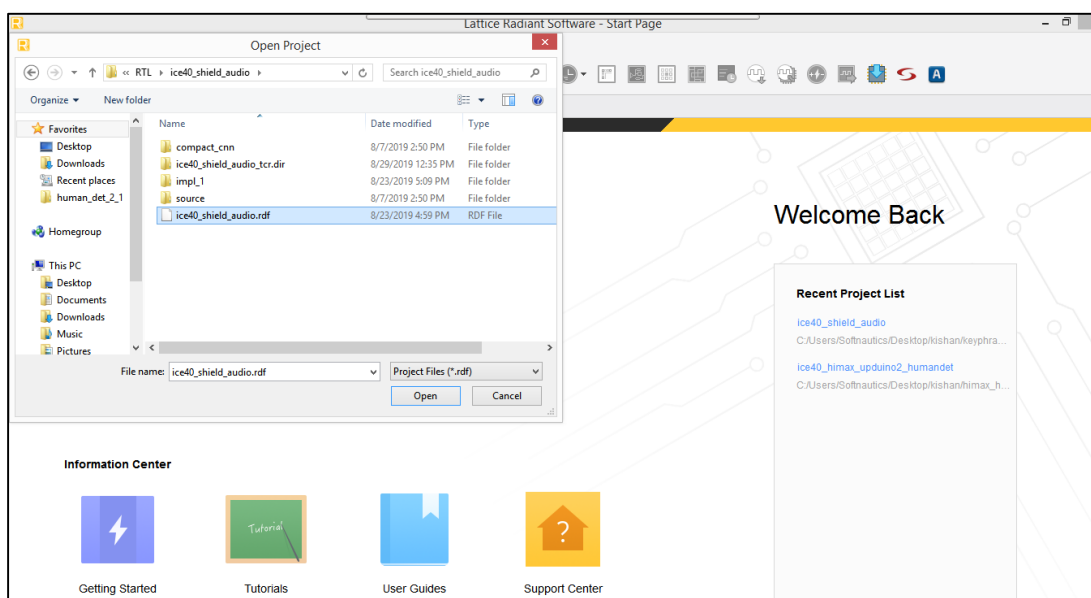 Lattice Radiant Software - Start Page
Open Project
« RTL ice40_shield_audio
Search ice40_shield_audio
Organize New folder
Name Date modified Type
Favorites
Desktop
Downloads
Recent places
human_det_2_1
Homegroup
This PC
Desktop
Documents
Downloads
Music
Pictures
compact_cnn 8/7/2019 2:50 PM File folder
ice40_shield_audio_tcr.dir 8/29/2019 12:35 PM File folder
impl_1 8/23/2019 5:09 PM File folder
source 8/7/2019 2:50 PM File folder
ice40_shield_audio.rdf 8/23/2019 4:59 PM RDF File
File name: ice40_shield_audio.rdf Project Files (*.rdf)
Open Cancel
Welcome Back
Recent Project List
ice40_shield_audio
C:/Users/Softnautics/Desktop/kishan/keyphra...
ice40_himax_upduino2_humandet
C:/Users/Softnautics/Desktop/kishan/himax_h...
Information Center
Tutorial
Getting Started Tutorials User Guides Support Center